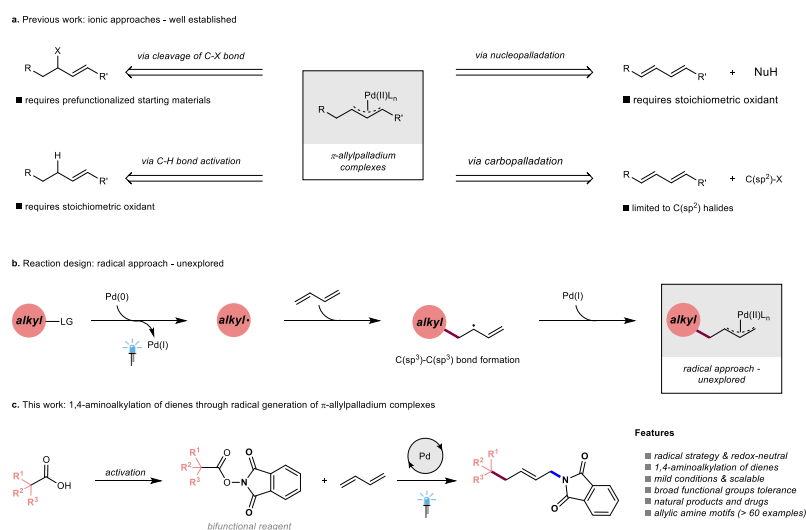 a. Previous work: ionic approaches - well established
X
R
R'
via cleavage of C-X bond
■ requires prefunctionalized starting materials
Pd(II)Ln
R
R'
π-allylpalladium
complexes
via nucleopalladation
R
R'
+ NuH
■ requires stoichiometric oxidant
H
R
R'
via C-H bond activation
■ requires stoichiometric oxidant
via carbopalladation
R
R'
+ C(sp²)-X
■ limited to C(sp²) halides
b. Reaction design: radical approach - unexplored
alkyl—LG
Pd(0)
Pd(I)
alkyl•
alkyl
C(sp³)-C(sp³) bond formation
Pd(I)
alkyl
Pd(II)Ln
radical approach -
unexplored
c. This work: 1,4-aminoalkylation of dienes through radical generation of π-allylpalladium complexes
R¹
R²
R³
O
OH
activation
R¹
R²
R³
O
O
N
O
O
bifunctional reagent
+
Pd
R¹
R²
R³
N
O
O
Features
■ radical strategy & redox-neutral
■ 1,4-aminoalkylation of dienes
■ mild conditions & scalable
■ broad functional groups tolerance
■ natural products and drugs
■ allylic amine motifs (> 60 examples)